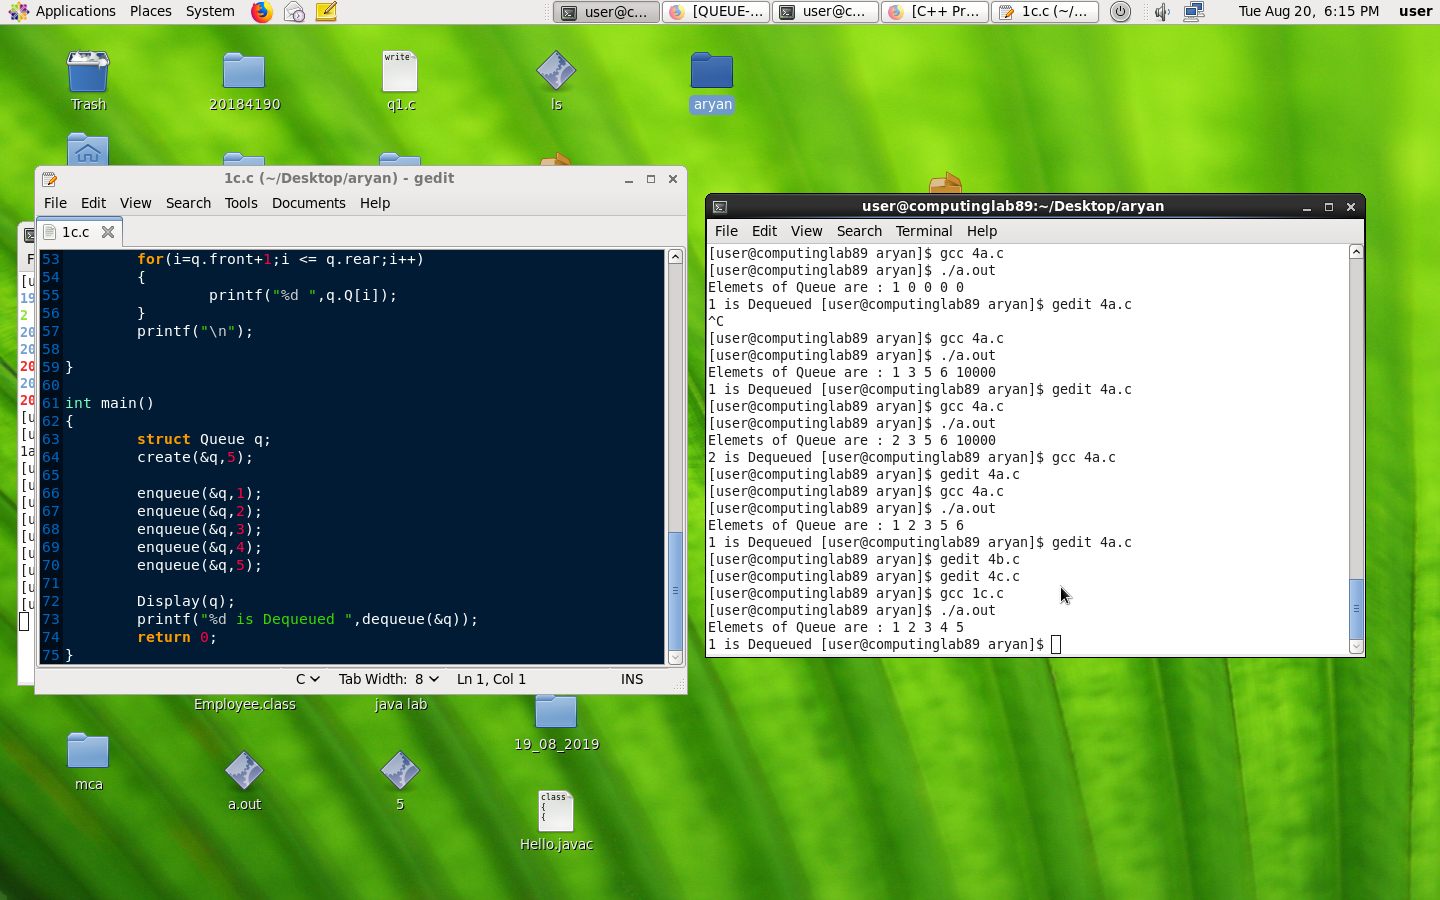 Applications Places System user@c... [QUEUE-... user@c... [C++ Pr... 1c.c (~/... Tue Aug 20, 6:15 PM user
write
Trash 20184190 q1.c ls aryan
1c.c (~/Desktop/aryan) - gedit
File Edit View Search Tools Documents Help
1c.c
53 for(i=q.front+1;i <= q.rear;i++)
54 {
55 printf("%d ",q.Q[i]);
56 }
57 printf("\n");
58
59 }
60
61 int main()
62 {
63 struct Queue q;
64 create(&q,5);
65
66 enqueue(&q,1);
67 enqueue(&q,2);
68 enqueue(&q,3);
69 enqueue(&q,4);
70 enqueue(&q,5);
71
72 Display(q);
73 printf("%d is Dequeued ",dequeue(&q));
74 return 0;
75 }
C Tab Width: 8 Ln 1, Col 1 INS
user@computinglab89:~/Desktop/aryan
File Edit View Search Terminal Help
[user@computinglab89 aryan]$ gcc 4a.c
[user@computinglab89 aryan]$ ./a.out
Elemets of Queue are : 1 0 0 0 0
1 is Dequeued [user@computinglab89 aryan]$ gedit 4a.c
^C
[user@computinglab89 aryan]$ gcc 4a.c
[user@computinglab89 aryan]$ ./a.out
Elemets of Queue are : 1 3 5 6 10000
1 is Dequeued [user@computinglab89 aryan]$ gedit 4a.c
[user@computinglab89 aryan]$ gcc 4a.c
[user@computinglab89 aryan]$ ./a.out
Elemets of Queue are : 2 3 5 6 10000
2 is Dequeued [user@computinglab89 aryan]$ gcc 4a.c
[user@computinglab89 aryan]$ gedit 4a.c
[user@computinglab89 aryan]$ gcc 4a.c
[user@computinglab89 aryan]$ ./a.out
Elemets of Queue are : 1 2 3 5 6
1 is Dequeued [user@computinglab89 aryan]$ gedit 4a.c
[user@computinglab89 aryan]$ gedit 4b.c
[user@computinglab89 aryan]$ gedit 4c.c
[user@computinglab89 aryan]$ gcc 1c.c
[user@computinglab89 aryan]$ ./a.out
Elemets of Queue are : 1 2 3 4 5
1 is Dequeued [user@computinglab89 aryan]$
Employee.class java lab
19_08_2019
mca a.out 5
class
{
{
Hello.javac